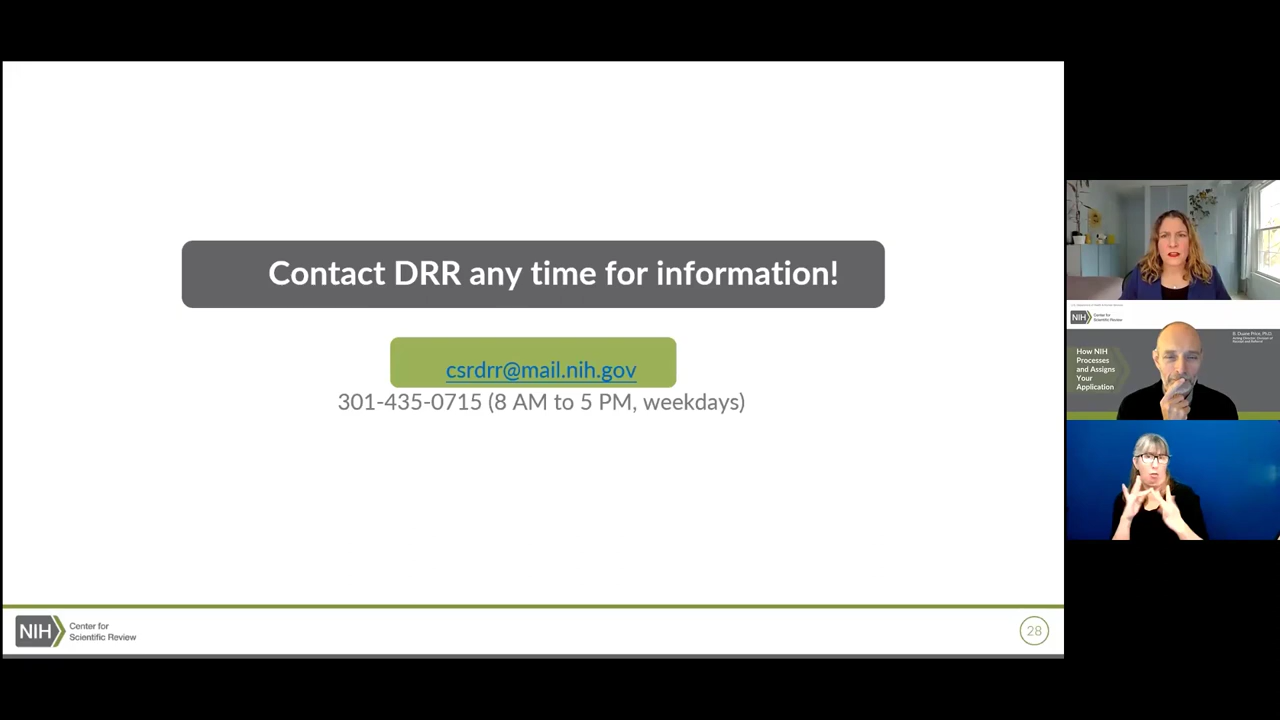 Contact DRR any time for information!
csrdrr@mail.nih.gov
301-435-0715 (8 AM to 5 PM, weekdays)
NIH
Center for
Scientific Review
28
NIH
Center for
Scientific Review
How NIH
Processes
and Assigns
Your
Application